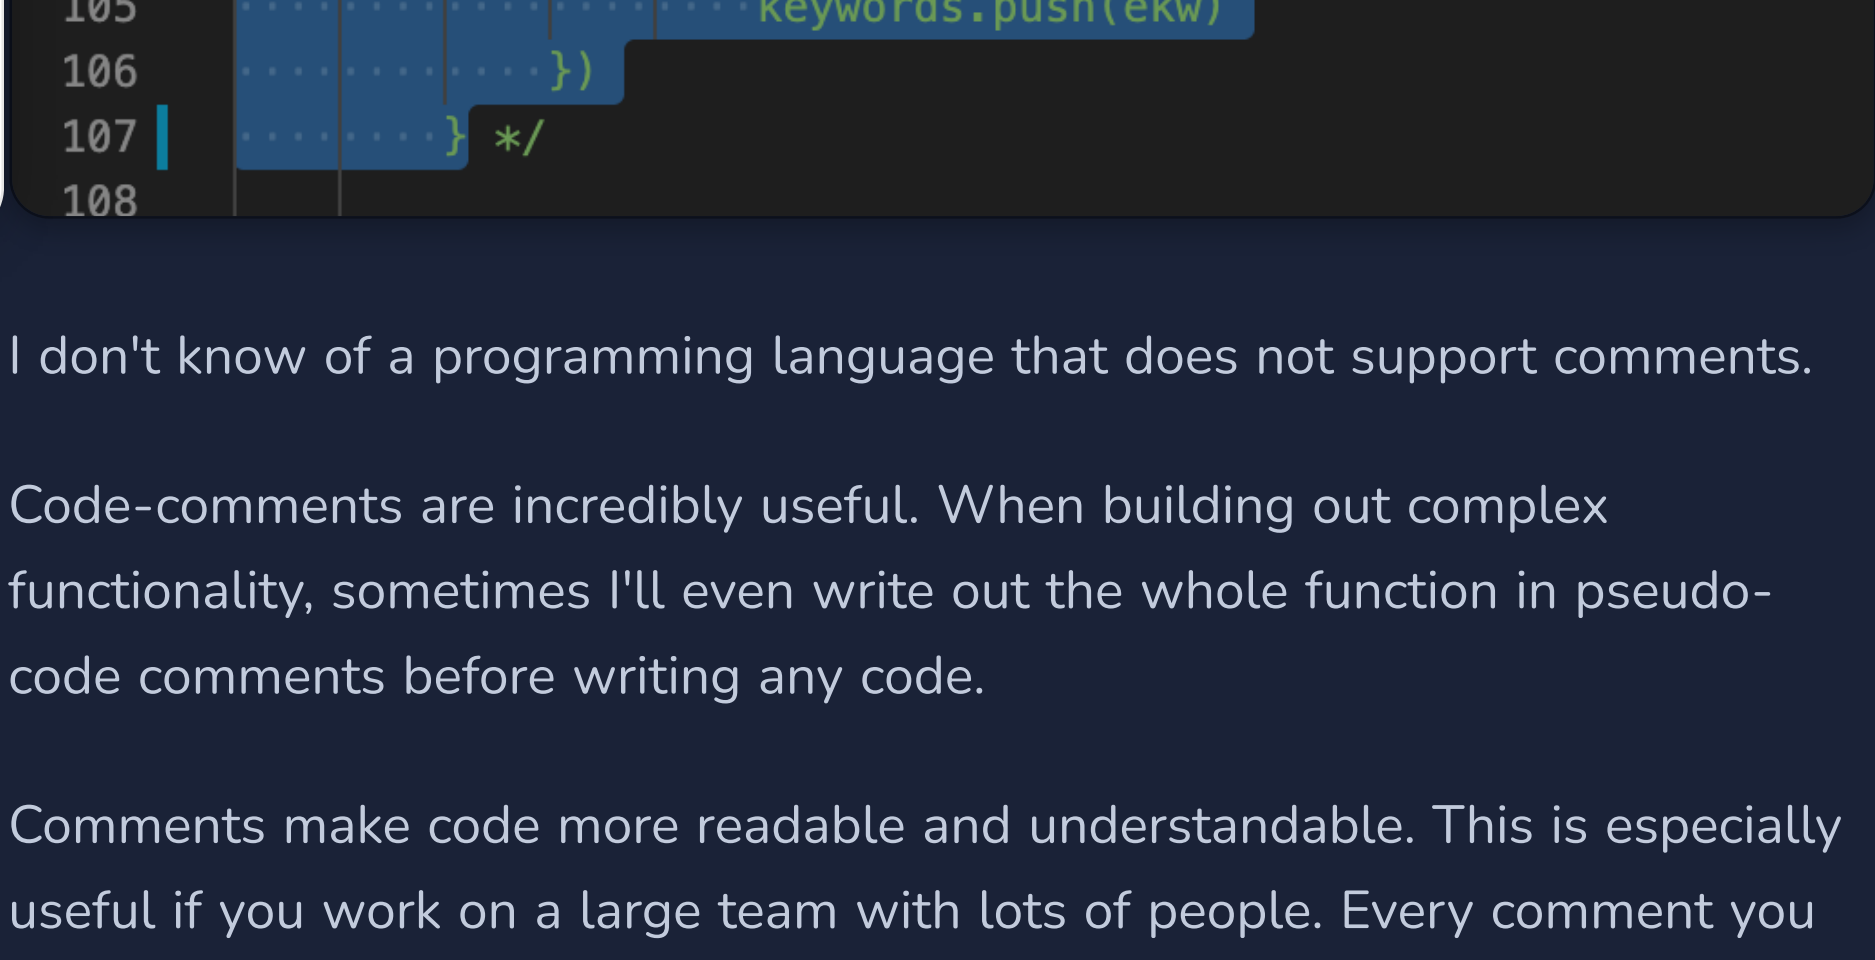 105 keywords.push(ekw)
106 })
107 } */
108
I don't know of a programming language that does not support comments.
Code-comments are incredibly useful. When building out complex
functionality, sometimes I'll even write out the whole function in pseudo-
code comments before writing any code.
Comments make code more readable and understandable. This is especially
useful if you work on a large team with lots of people. Every comment you